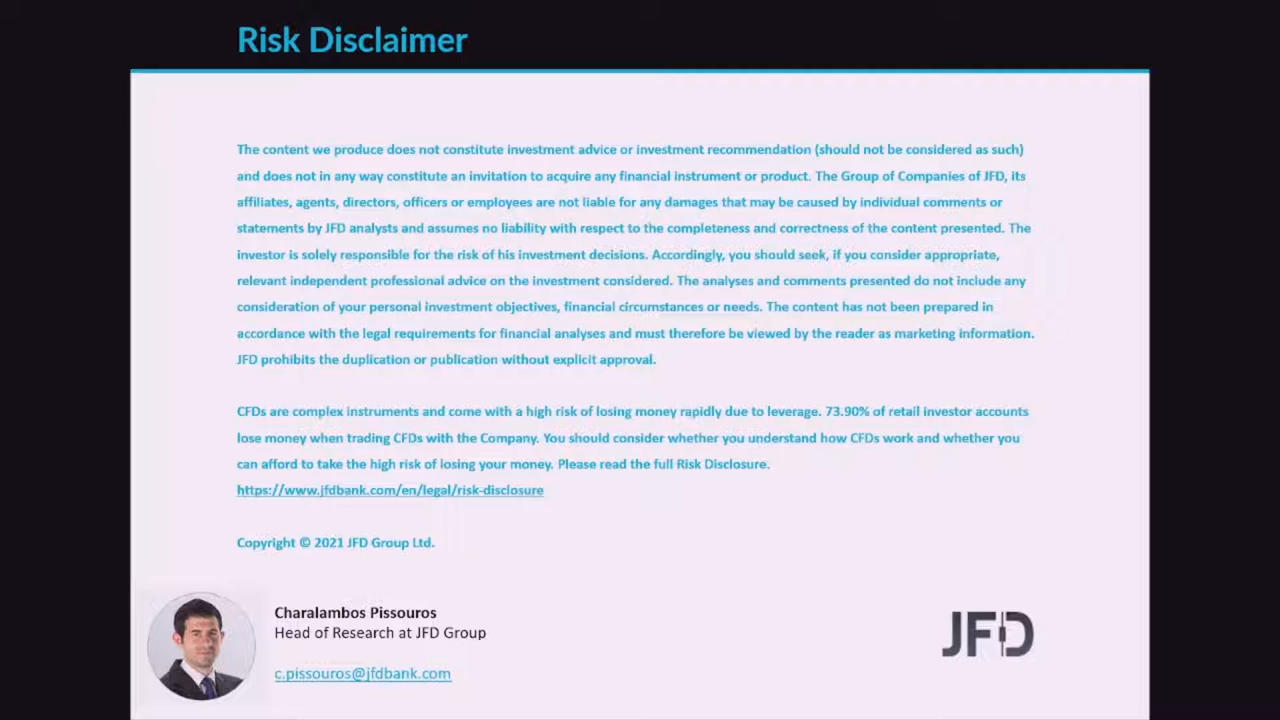 Risk Disclaimer
The content we produce does not constitute investment advice or investment recommendation (should not be considered as such)
and does not in any way constitute an invitation to acquire any financial instrument or product. The Group of Companies of JFD, its
affiliates, agents, directors, officers or employees are not liable for any damages that may be caused by individual comments or
statements by JFD analysts and assumes no liability with respect to the completeness and correctness of the content presented. The
investor is solely responsible for the risk of his investment decisions. Accordingly, you should seek, if you consider appropriate,
relevant independent professional advice on the investment considered. The analyses and comments presented do not include any
consideration of your personal investment objectives, financial circumstances or needs. The content has not been prepared in
accordance with the legal requirements for financial analyses and must therefore be viewed by the reader as marketing information.
JFD prohibits the duplication or publication without explicit approval.
CFDs are complex instruments and come with a high risk of losing money rapidly due to leverage. 73.90% of retail investor accounts
lose money when trading CFDs with the Company. You should consider whether you understand how CFDs work and whether you
can afford to take the high risk of losing your money. Please read the full Risk Disclosure.
https://www.jfdbank.com/en/legal/risk-disclosure
Copyright © 2021 JFD Group Ltd.
Charalambos Pissouros
Head of Research at JFD Group
c.pissouros@jfdbank.com
JFD